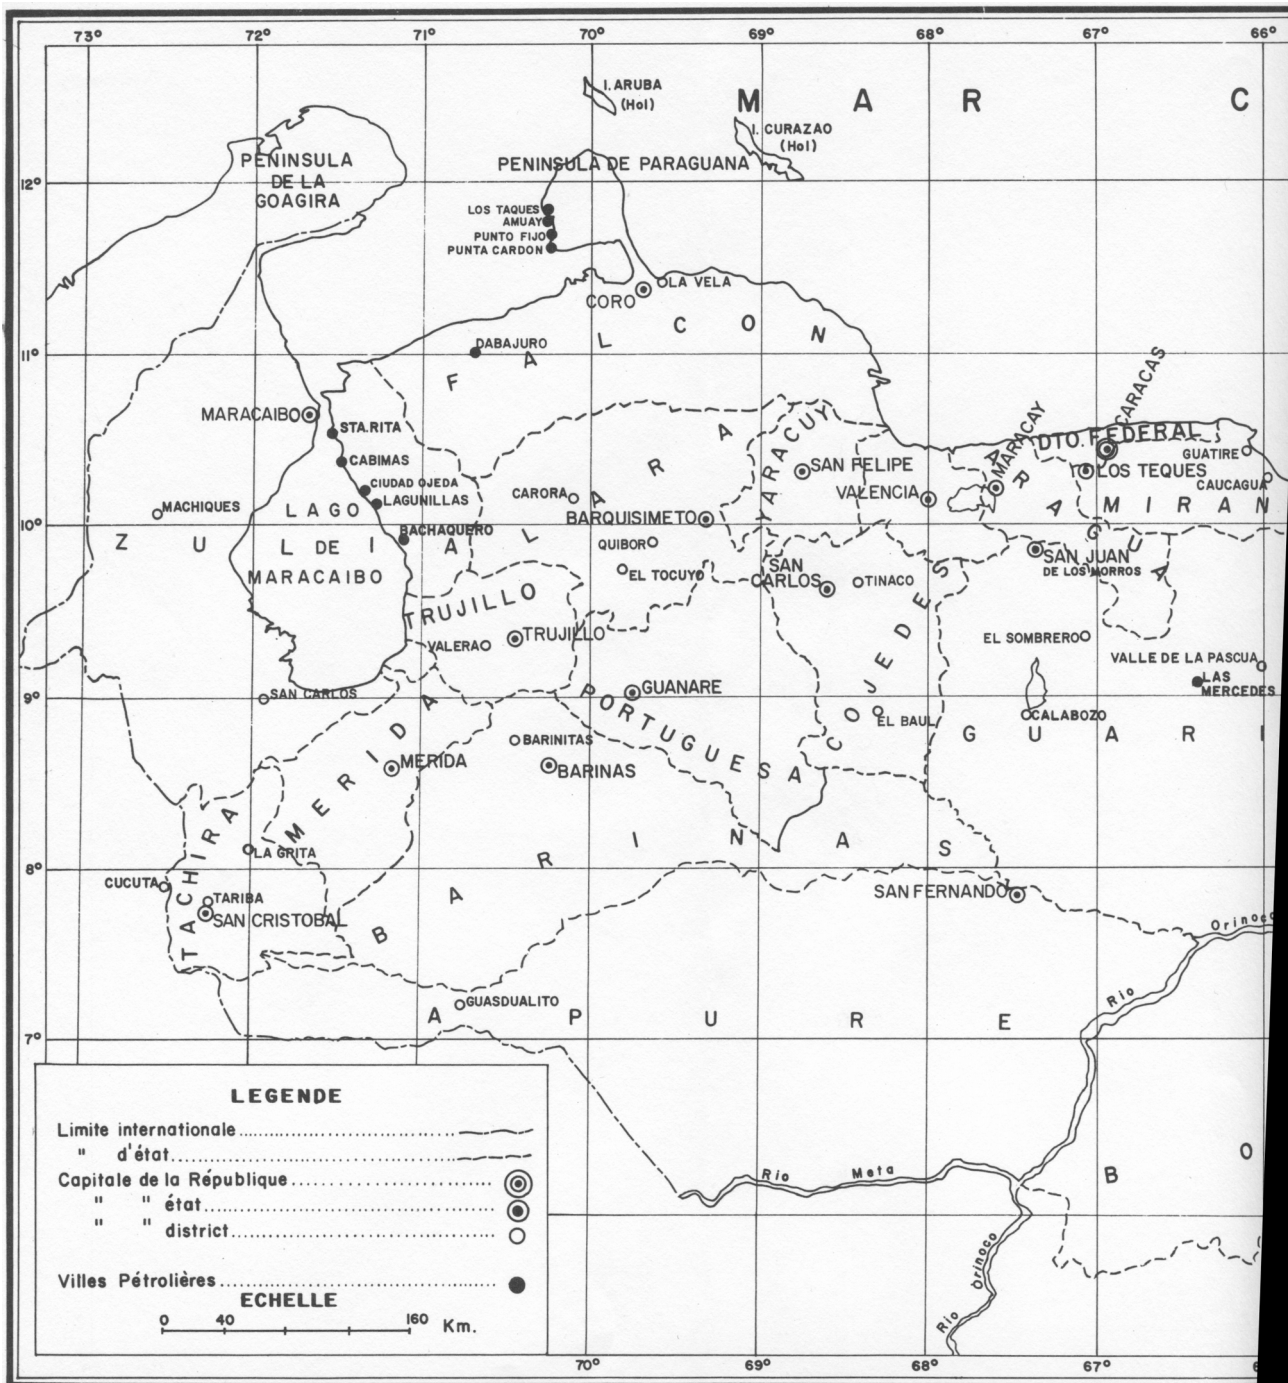 73° 72° 71° 70° 69° 68° 67° 66°
I. ARUBA
(Hol)
M A R C
I. CURAZAO
(Hol)
PENINSULA
DE LA
GOAGIRA
PENINSULA DE PARAGUANA
12°
LOS TAQUES
AMUAY
PUNTO FIJO
PUNTA CARDON
LA VELA
CORO
FALCON
DABAJURO
11°
MARACAIBO
STA. RITA
CABIMAS
CIUDAD OJEDA
LAGUNILLAS
BACHAQUERO
MACHIQUES
LAGO
DE
MARACAIBO
ZULIA
10°
CARORA
LARA
BARQUISIMETO
QUIBOR
EL TOCUYO
YARACUY
SAN FELIPE
VALENCIA
MARACAY
ARAGUA
CARACAS
DTO. FEDERAL
LOS TEQUES
GUATIRE
CAUCAGUA
MIRAN
SAN JUAN
DE LOS MORROS
SAN
CARLOS
TINACO
COJEDES
EL BAUL
TRUJILLO
TRUJILLO
VALERA
EL SOMBRERO
VALLE DE LA PASCUA
LAS
MERCEDES
CALABOZO
GUARI
9°
SAN CARLOS
GUANARE
PORTUGUESA
MERIDA
MERIDA
BARINITAS
BARINAS
BARINAS
TACHIRA
LA GRITA
8°
CUCUTA
TARIBA
SAN CRISTOBAL
SAN FERNANDO
Orinoco
Rio
GUASDUALITO
APURE
7°
Rio Meta
B O
Rio Orinoco
LEGENDE
Limite internationale
" d'état
Capitale de la République
" " état
" " district
Villes Pétrolières
ECHELLE
0 40 160 Km.
70° 69° 68° 67°